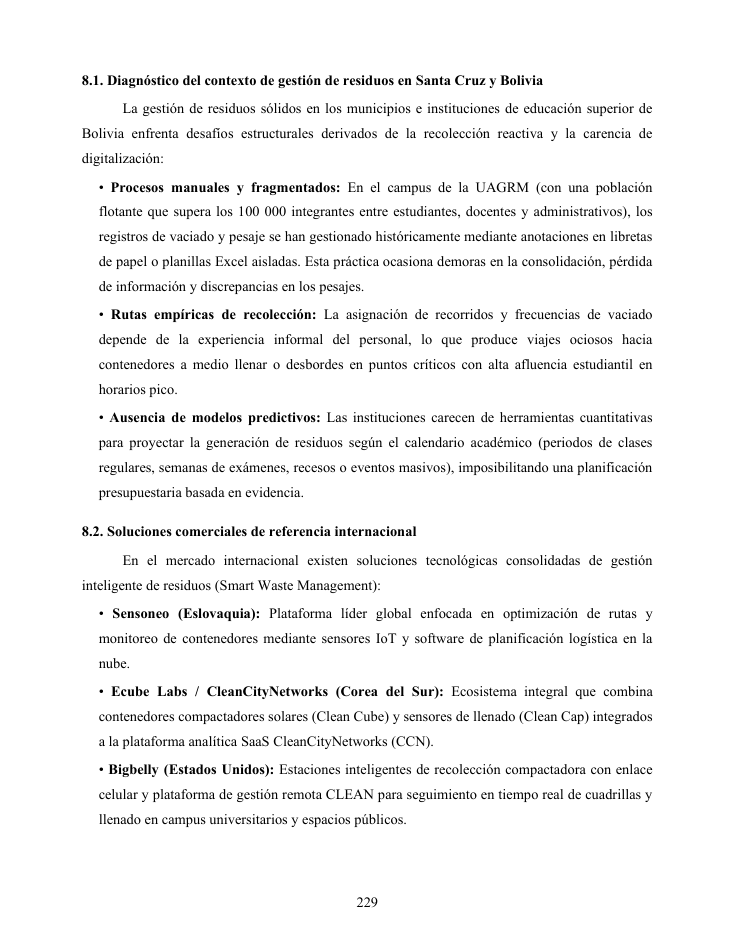 8.1. Diagnóstico del contexto de gestión de residuos en Santa Cruz y Bolivia
La gestión de residuos sólidos en los municipios e instituciones de educación superior de
Bolivia enfrenta desafíos estructurales derivados de la recolección reactiva y la carencia de
digitalización:
• Procesos manuales y fragmentados: En el campus de la UAGRM (con una población
flotante que supera los 100 000 integrantes entre estudiantes, docentes y administrativos), los
registros de vaciado y pesaje se han gestionado históricamente mediante anotaciones en libretas
de papel o planillas Excel aisladas. Esta práctica ocasiona demoras en la consolidación, pérdida
de información y discrepancias en los pesajes.
• Rutas empíricas de recolección: La asignación de recorridos y frecuencias de vaciado
depende de la experiencia informal del personal, lo que produce viajes ociosos hacia
contenedores a medio llenar o desbordes en puntos críticos con alta afluencia estudiantil en
horarios pico.
• Ausencia de modelos predictivos: Las instituciones carecen de herramientas cuantitativas
para proyectar la generación de residuos según el calendario académico (periodos de clases
regulares, semanas de exámenes, recesos o eventos masivos), imposibilitando una planificación
presupuestaria basada en evidencia.
8.2. Soluciones comerciales de referencia internacional
En el mercado internacional existen soluciones tecnológicas consolidadas de gestión
inteligente de residuos (Smart Waste Management):
• Sensoneo (Eslovaquia): Plataforma líder global enfocada en optimización de rutas y
monitoreo de contenedores mediante sensores IoT y software de planificación logística en la
nube.
• Ecube Labs / CleanCityNetworks (Corea del Sur): Ecosistema integral que combina
contenedores compactadores solares (Clean Cube) y sensores de llenado (Clean Cap) integrados
a la plataforma analítica SaaS CleanCityNetworks (CCN).
• Bigbelly (Estados Unidos): Estaciones inteligentes de recolección compactadora con enlace
celular y plataforma de gestión remota CLEAN para seguimiento en tiempo real de cuadrillas y
llenado en campus universitarios y espacios públicos.
229